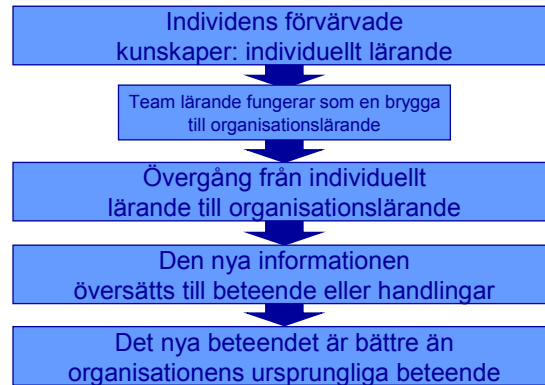 Individens förvärvade
kunskaper: individuellt lärande
Team lärande fungerar som en brygga
till organisationslärande
Övergång från individuellt
lärande till organisationslärande
Den nya informationen
översätts till beteende eller handlingar
Det nya beteendet är bättre än
organisationens ursprungliga beteende